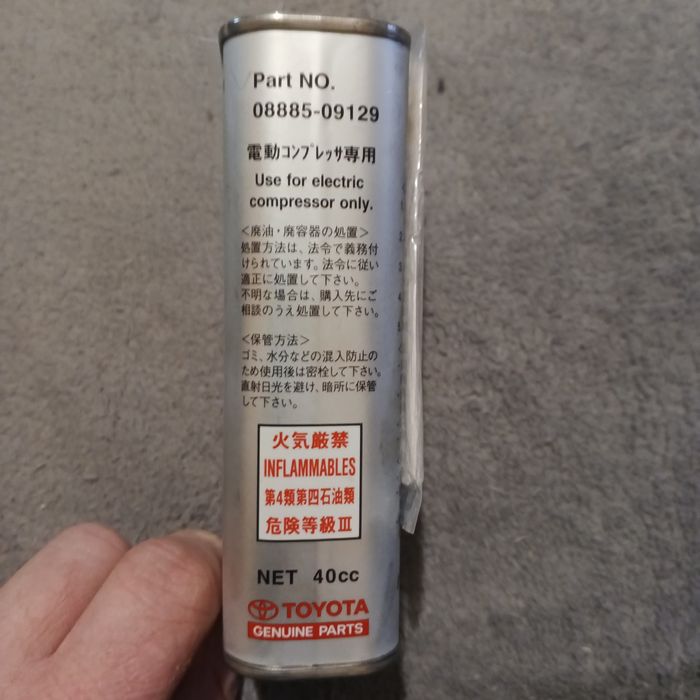 Part NO.
08885-09129
電動コンプレッサ専用
Use for electric
compressor only.
＜廃油・廃容器の処置＞
処置方法は、法令で義務付
けられています。法令に従い
適正に処置して下さい。
不明な場合は、購入先にご
相談のうえ処置して下さい。
＜保管方法＞
ゴミ、水分などの混入防止の
ため使用後は密栓して下さい。
直射日光を避け、暗所に保管
して下さい。
火気厳禁
INFLAMMABLES
第4類第四石油類
危険等級III
NET 40cc
TOYOTA
GENUINE PARTS